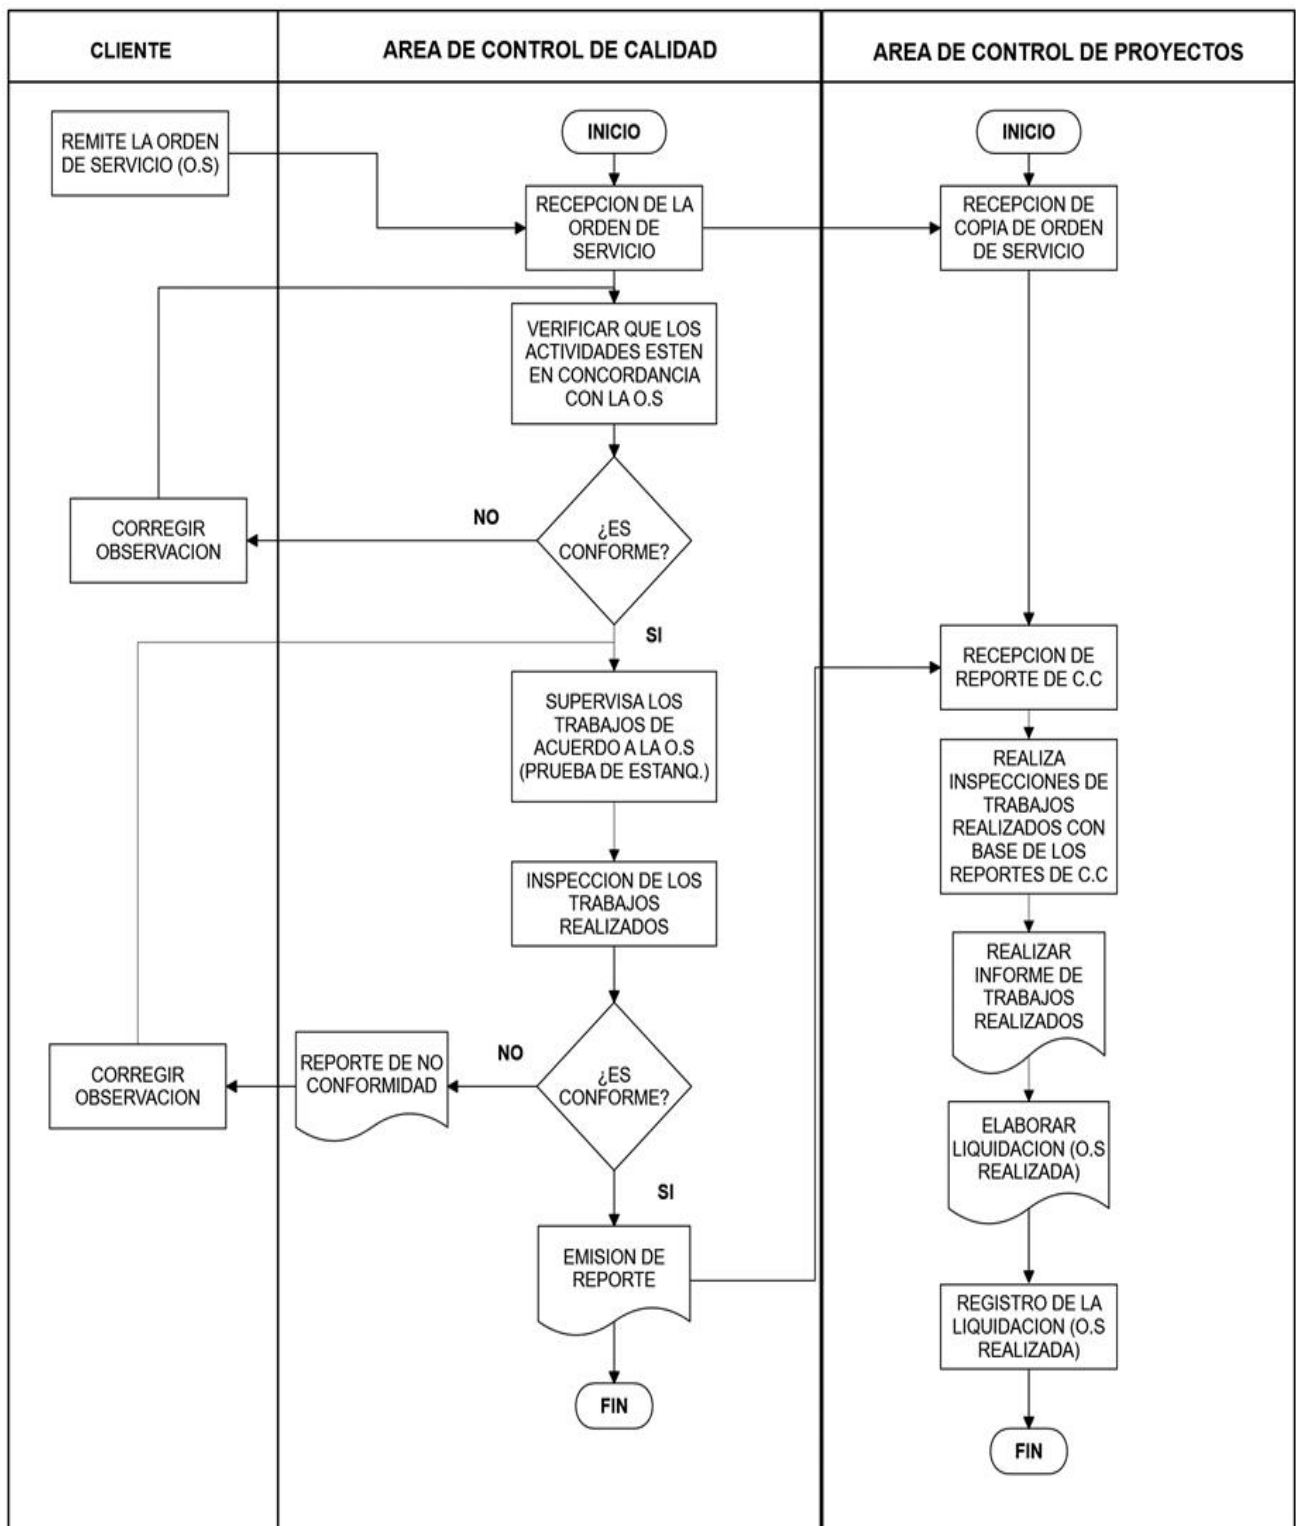 CLIENTE
AREA DE CONTROL DE CALIDAD
AREA DE CONTROL DE PROYECTOS
REMITE LA ORDEN
DE SERVICIO (O.S)
INICIO
RECEPCION DE LA
ORDEN DE
SERVICIO
INICIO
RECEPCION DE
COPIA DE ORDEN
DE SERVICIO
VERIFICAR QUE LOS
ACTIVIDADES ESTEN
EN CONCORDANCIA
CON LA O.S
¿ES
CONFORME?
NO
CORREGIR
OBSERVACION
SI
SUPERVISA LOS
TRABAJOS DE
ACUERDO A LA O.S
(PRUEBA DE ESTANQ.)
INSPECCION DE LOS
TRABAJOS
REALIZADOS
¿ES
CONFORME?
NO
REPORTE DE NO
CONFORMIDAD
CORREGIR
OBSERVACION
SI
EMISION DE
REPORTE
FIN
RECEPCION DE
REPORTE DE C.C
REALIZA
INSPECCIONES DE
TRABAJOS
REALIZADOS CON
BASE DE LOS
REPORTES DE C.C
REALIZAR
INFORME DE
TRABAJOS
REALIZADOS
ELABORAR
LIQUIDACION (O.S
REALIZADA)
REGISTRO DE LA
LIQUIDACION (O.S
REALIZADA)
FIN